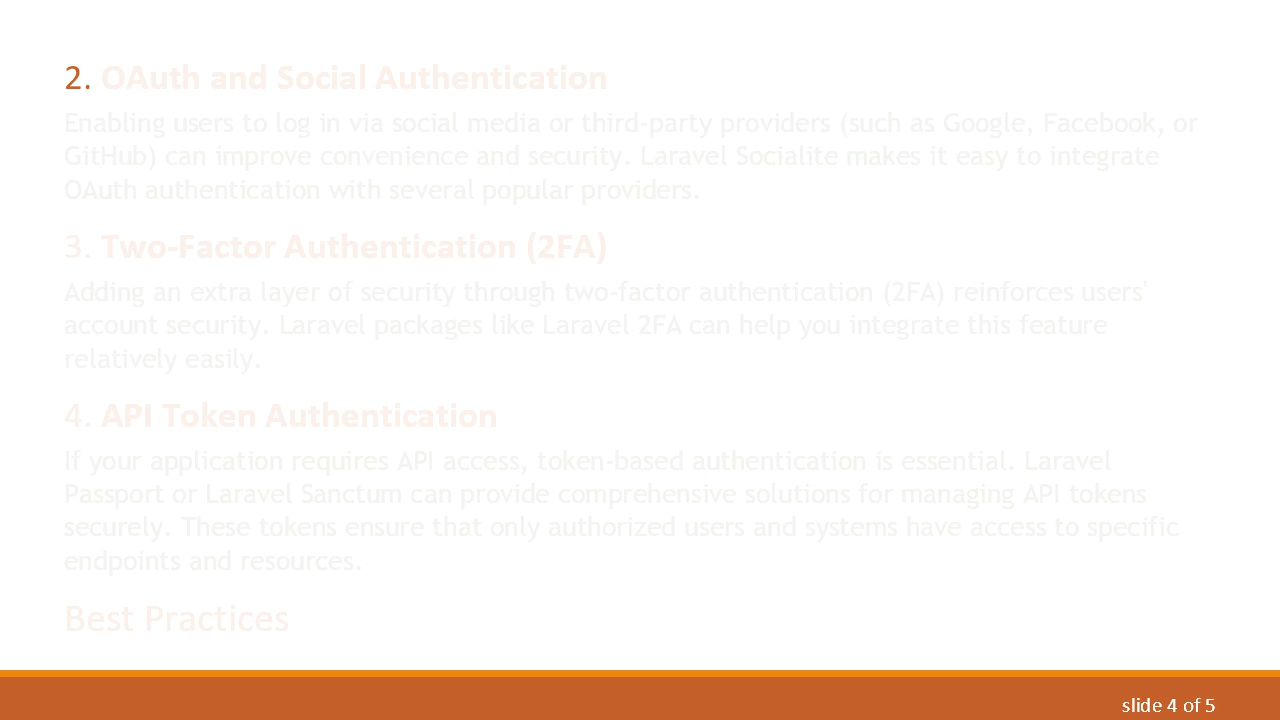 2. OAuth and Social Authentication
Enabling users to log in via social media or third-party providers (such as Google, Facebook, or
GitHub) can improve convenience and security. Laravel Socialite makes it easy to integrate
OAuth authentication with several popular providers.
3. Two-Factor Authentication (2FA)
Adding an extra layer of security through two-factor authentication (2FA) reinforces users'
account security. Laravel packages like Laravel 2FA can help you integrate this feature
relatively easily.
4. API Token Authentication
If your application requires API access, token-based authentication is essential. Laravel
Passport or Laravel Sanctum can provide comprehensive solutions for managing API tokens
securely. These tokens ensure that only authorized users and systems have access to specific
endpoints and resources.
Best Practices
slide 4 of 5